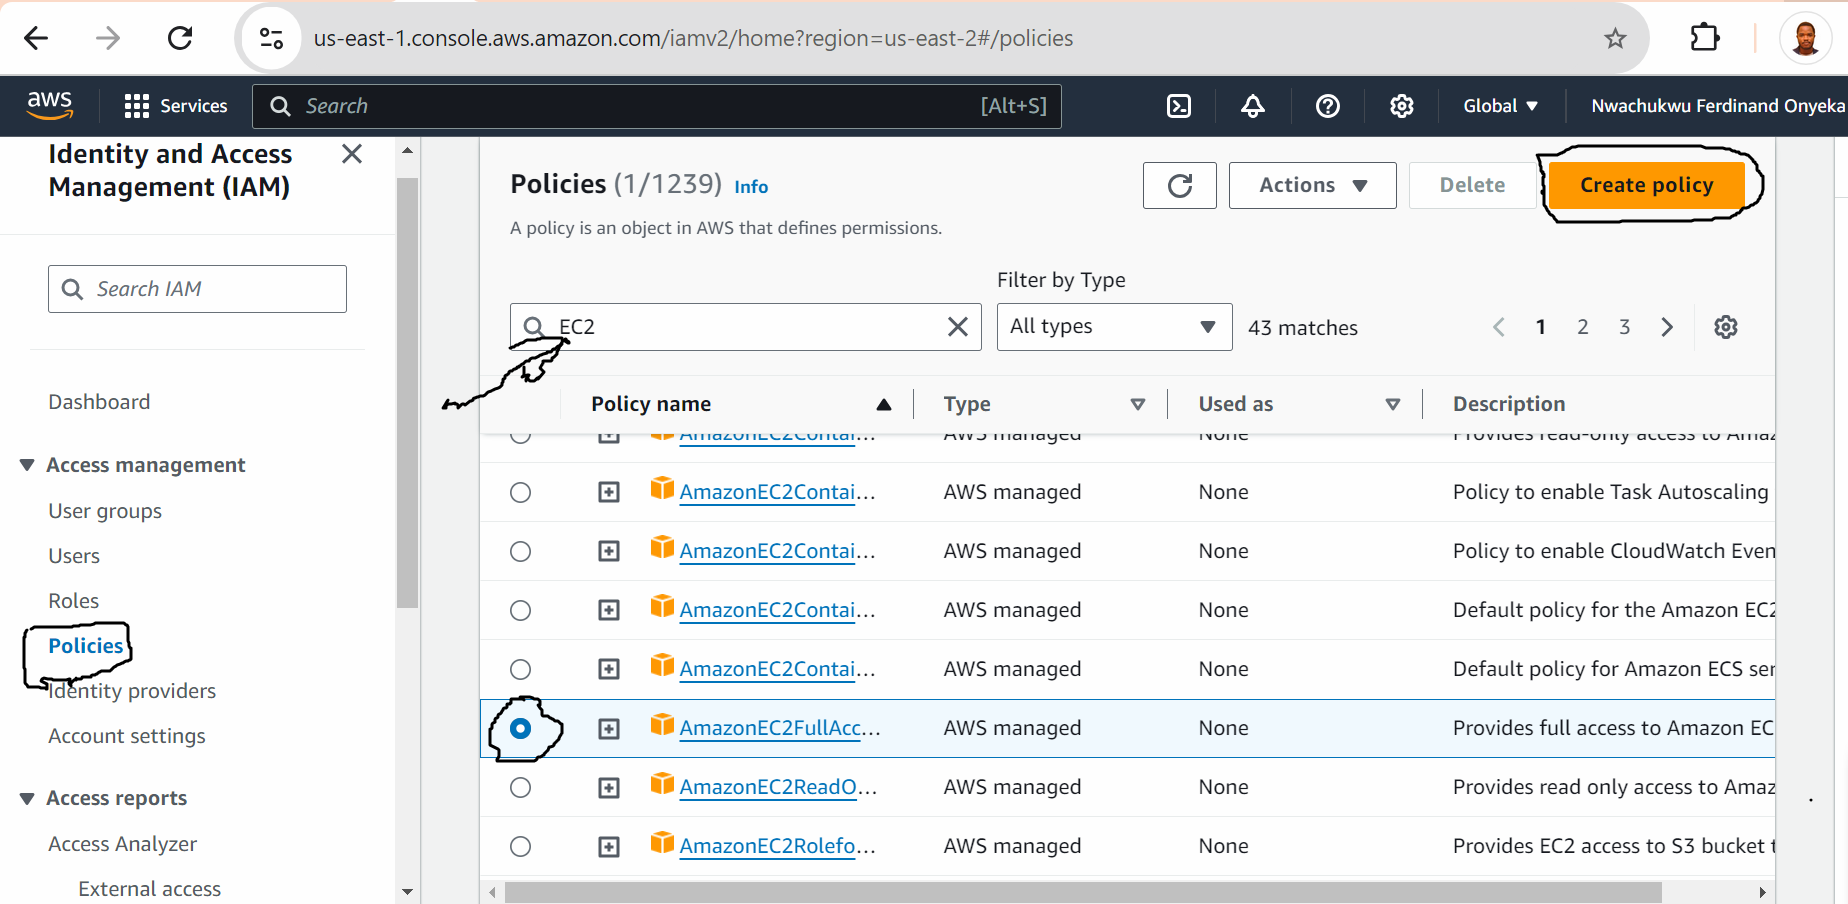 us-east-1.console.aws.amazon.com/iamv2/home?region=us-east-2#/policies
aws
Services
Search
[Alt+S]
Global
Nwachukwu Ferdinand Onyeka
Identity and Access
Management (IAM)
Search IAM
Dashboard
Access management
User groups
Users
Roles
Policies
Identity providers
Account settings
Access reports
Access Analyzer
External access
Policies (1/1239) Info
Actions
Delete
Create policy
A policy is an object in AWS that defines permissions.
Filter by Type
EC2
All types
43 matches
1 2 3
Policy name Type Used as Description
AmazonEC2Contai... AWS managed None Provides read-only access to Amaz
AmazonEC2Contai... AWS managed None Policy to enable Task Autoscaling
AmazonEC2Contai... AWS managed None Policy to enable CloudWatch Even
AmazonEC2Contai... AWS managed None Default policy for the Amazon EC2
AmazonEC2Contai... AWS managed None Default policy for Amazon ECS ser
AmazonEC2FullAcc... AWS managed None Provides full access to Amazon EC
AmazonEC2ReadO... AWS managed None Provides read only access to Amaz
AmazonEC2Rolefo... AWS managed None Provides EC2 access to S3 bucket t